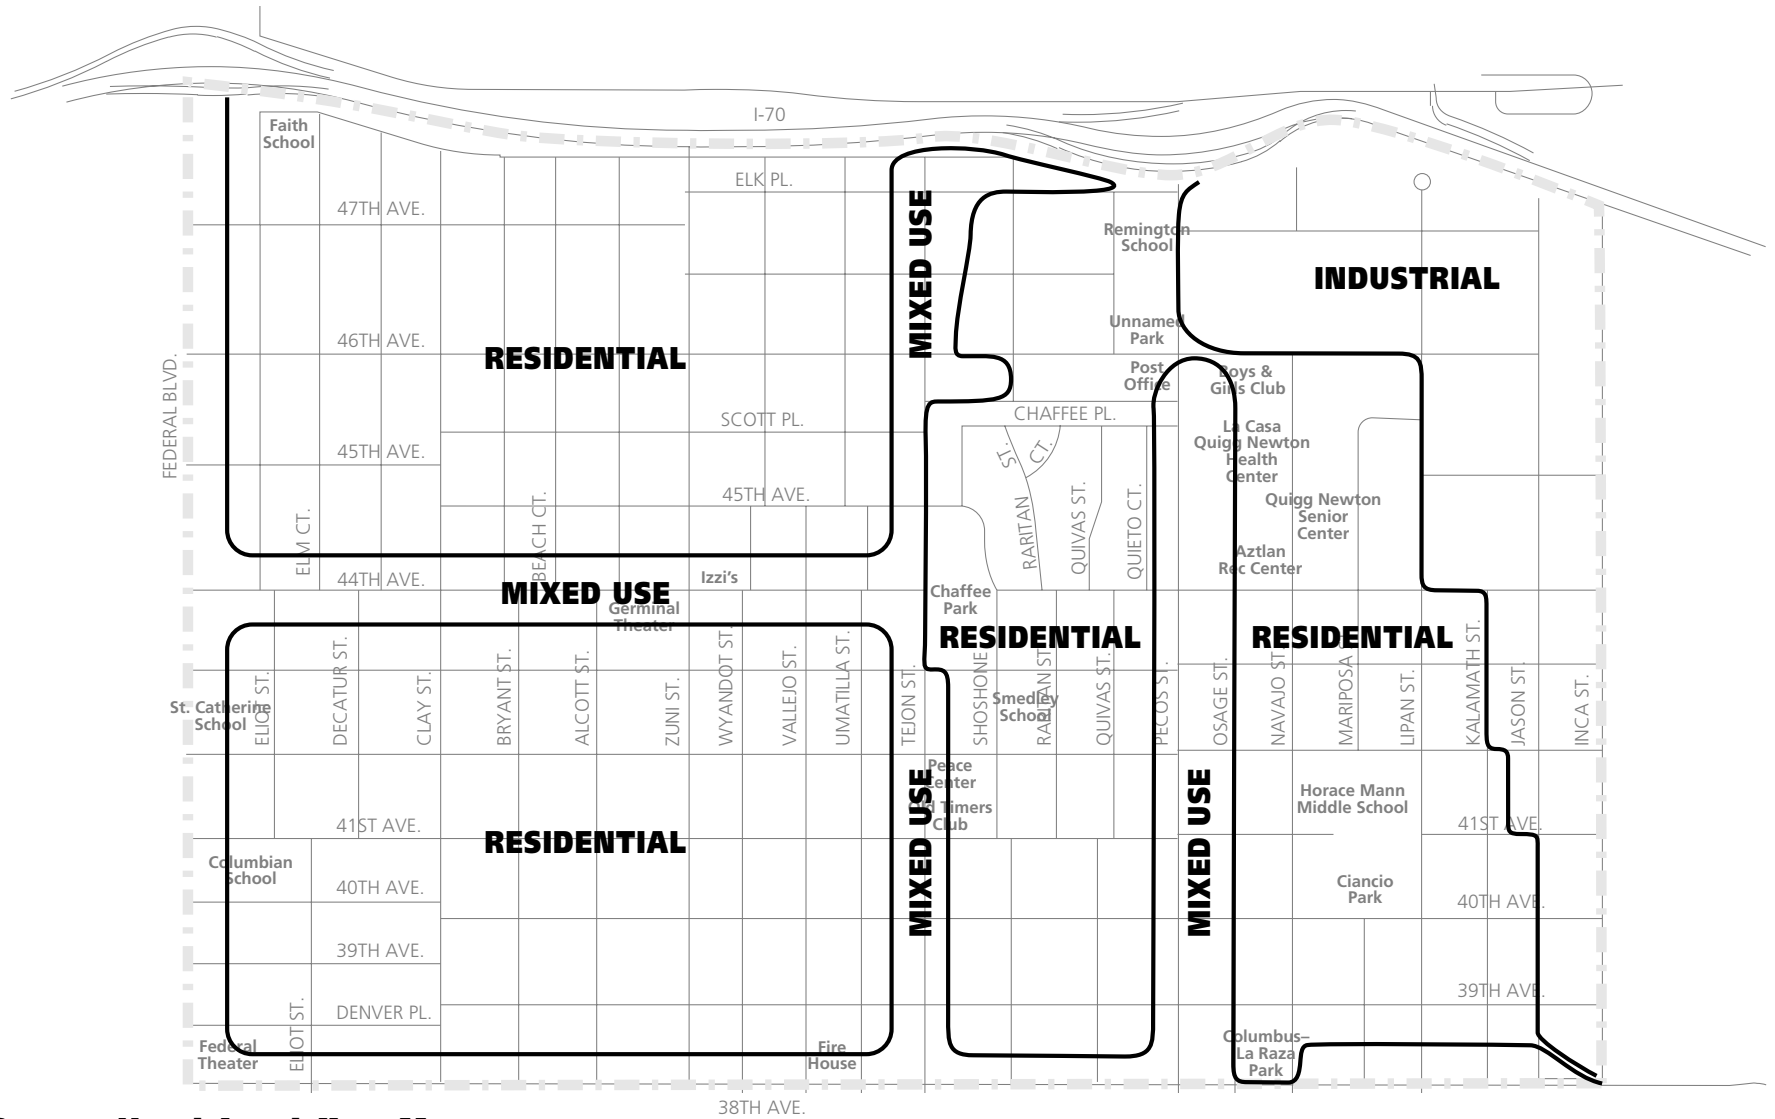 I-70
Faith
School
ELK PL.
47TH AVE.
MIXED USE
Remington
School
INDUSTRIAL
Unnamed
Park
46TH AVE.
RESIDENTIAL
FEDERAL BLVD.
Post
Office
Boys &
Girls Club
SCOTT PL.
CHAFFEE PL.
La Casa
Quigg Newton
Health
Center
45TH AVE.
ST.
CT.
45TH AVE.
Quigg Newton
Senior
Center
ELM CT.
BEACH CT.
RARITAN
QUIVAS ST.
QUIETO CT.
Aztlan
Rec Center
44TH AVE.
Izzi's
MIXED USE
Germinal
Theater
Chaffee
Park
RESIDENTIAL
RESIDENTIAL
St. Catherine
School
ELIOT ST.
DECATUR ST.
CLAY ST.
BRYANT ST.
ALCOTT ST.
ZUNI ST.
WYANDOT ST.
VALLEJO ST.
UMATILLA ST.
TEJON ST.
SHOSHONE
Smedley
School
RARITAN ST.
QUIVAS ST.
PECOS ST.
OSAGE ST.
NAVAJO ST.
MARIPOSA S
LIPAN ST.
KALAMATH ST.
JASON ST.
INCA ST.
Peace
Center
MIXED USE
Old Timers
Club
MIXED USE
Horace Mann
Middle School
41ST AVE.
41ST AVE.
RESIDENTIAL
Columbian
School
40TH AVE.
Ciancio
Park
40TH AVE.
39TH AVE.
39TH AVE.
DENVER PL.
ELIOT ST.
Federal
Theater
Fire
House
Columbus–
La Raza
Park
38TH AVE.